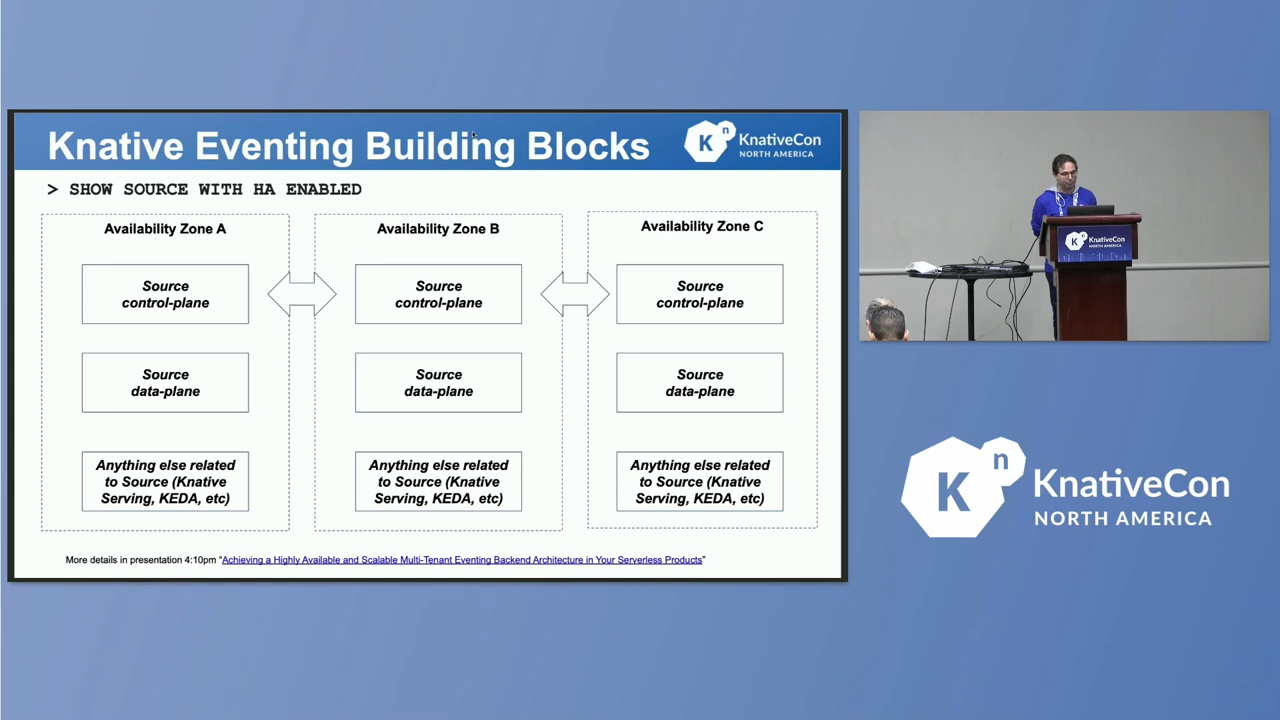 Knative Eventing Building Blocks
Kn
KnativeCon
NORTH AMERICA
> SHOW SOURCE WITH HA ENABLED
Availability Zone A
Source
control-plane
Source
data-plane
Anything else related
to Source (Knative
Serving, KEDA, etc)
Availability Zone B
Source
control-plane
Source
data-plane
Anything else related
to Source (Knative
Serving, KEDA, etc)
Availability Zone C
Source
control-plane
Source
data-plane
Anything else related
to Source (Knative
Serving, KEDA, etc)
More details in presentation 4:10pm “Achieving a Highly Available and Scalable Multi-Tenant Eventing Backend Architecture in Your Serverless Products”
K
KnativeCon
NORTH AMERICA
Kn
KnativeCon
NORTH AMERICA